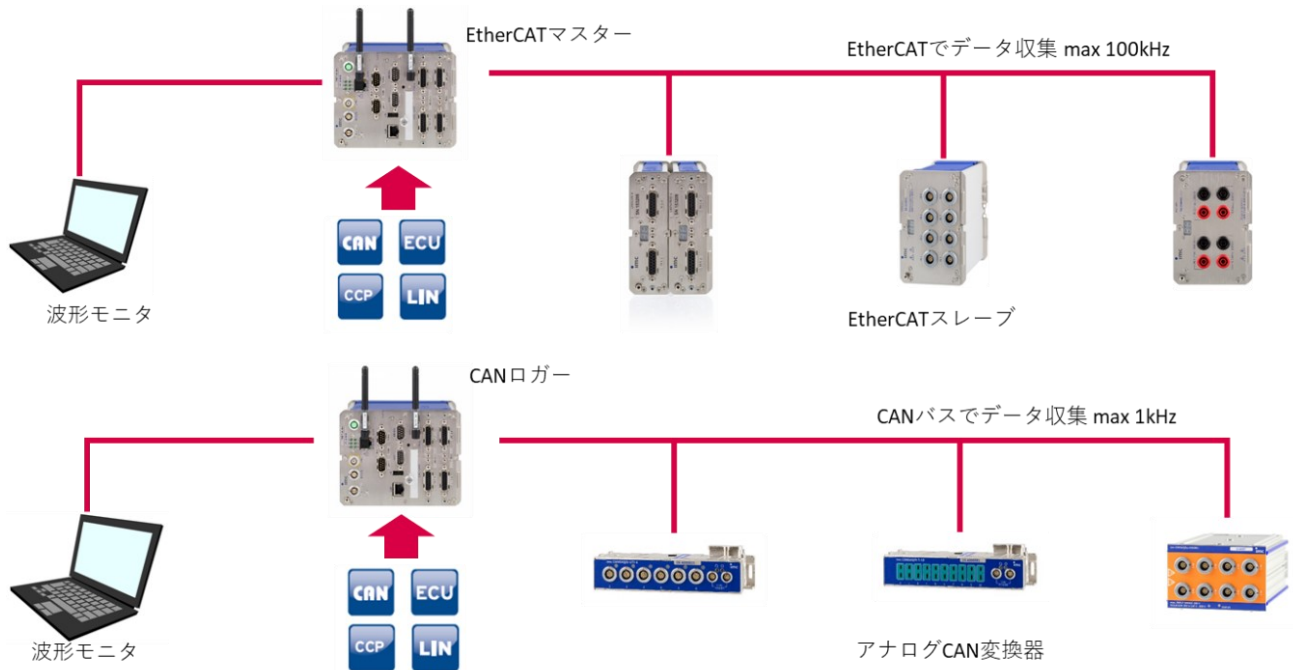 EtherCATマスター
EtherCATでデータ収集 max 100kHz
CAN
ECU
CCP
LIN
波形モニタ
EtherCATスレーブ
CANロガー
CANバスでデータ収集 max 1kHz
CAN
ECU
CCP
LIN
波形モニタ
アナログCAN変換器